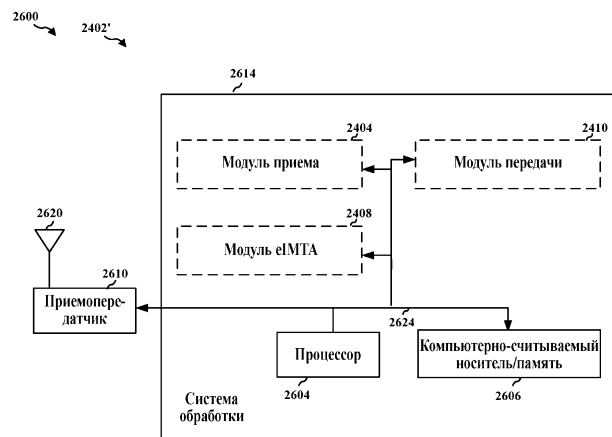 2600
2402'
2614
2404
Модуль приема
2410
Модуль передачи
2408
Модуль eIMTA
2620
2610
Приемопере-
датчик
2624
Процессор
2604
Компьютерно-считываемый
носитель/память
2606
Система
обработки